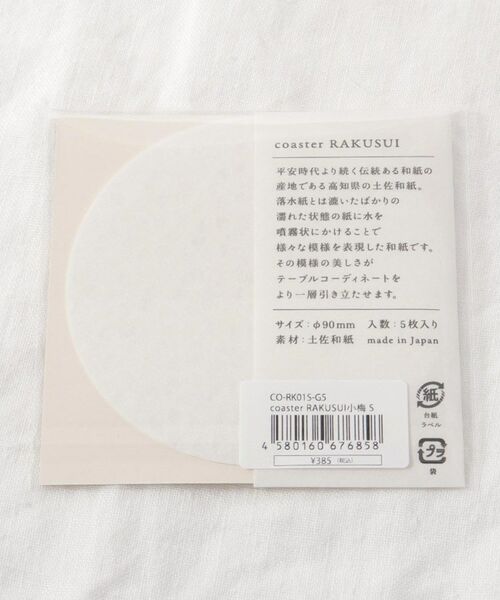 coaster RAKUSUI
平安時代より続く伝統ある和紙の
産地である高知県の土佐和紙。
落水紙とは漉いたばかりの
濡れた状態の紙に水を
噴霧状にかけることで
様々な模様を表現した和紙です。
その模様の美しさが
テーブルコーディネートを
より一層引き立たせます。
サイズ：φ90mm 入数：5枚入り
素材：土佐和紙 made in Japan
CO-RK01S-G5
coaster RAKUSUI小梅 S
4 580160 676858
¥385 (税込)
紙
台紙
ラベル
プラ
袋